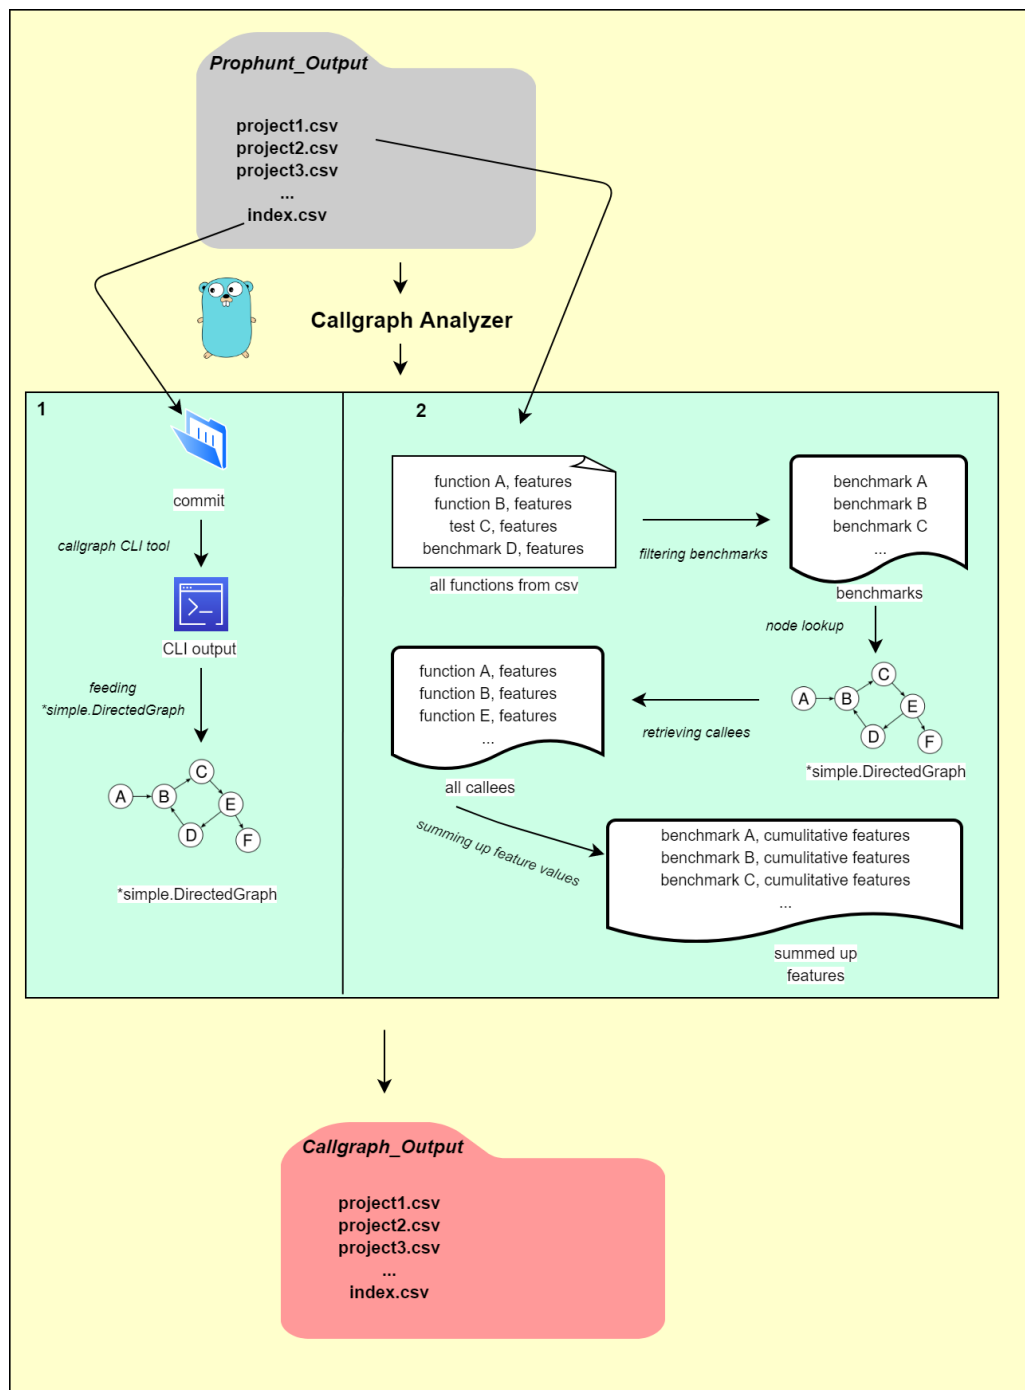 Prophunt_Output
project1.csv
project2.csv
project3.csv
...
index.csv
Callgraph Analyzer
1
commit
callgraph CLI tool
CLI output
feeding
*simple.DirectedGraph
A
B
C
D
E
F
*simple.DirectedGraph
2
function A, features
function B, features
test C, features
benchmark D, features
all functions from csv
filtering benchmarks
benchmark A
benchmark B
benchmark C
...
benchmarks
node lookup
A
B
C
D
E
F
*simple.DirectedGraph
retrieving callees
function A, features
function B, features
function E, features
...
all callees
summing up feature values
benchmark A, cumulitative features
benchmark B, cumulitative features
benchmark C, cumulitative features
...
summed up
features
Callgraph_Output
project1.csv
project2.csv
project3.csv
...
index.csv